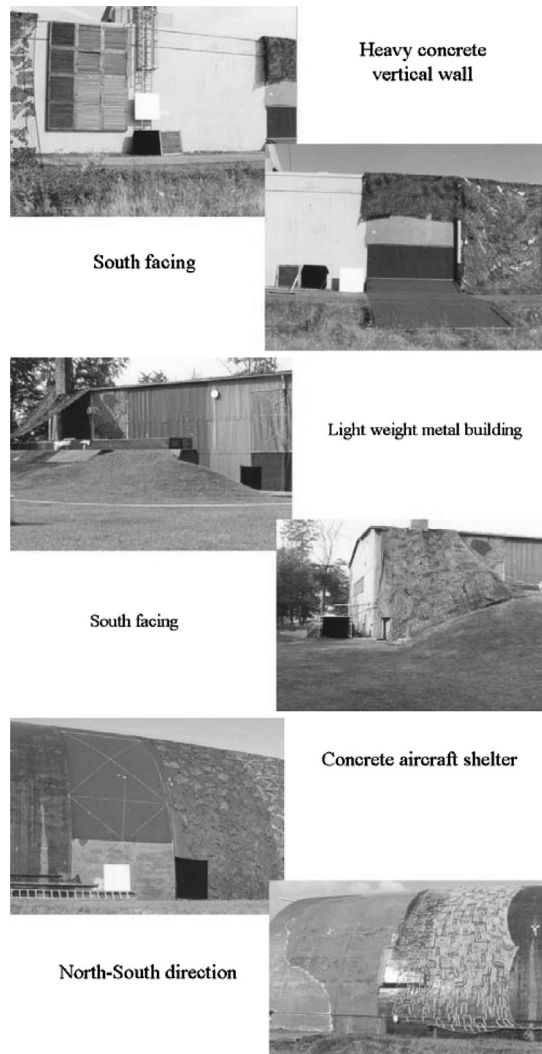 Heavy concrete
vertical wall
South facing
Light weight metal building
South facing
Concrete aircraft shelter
North-South direction